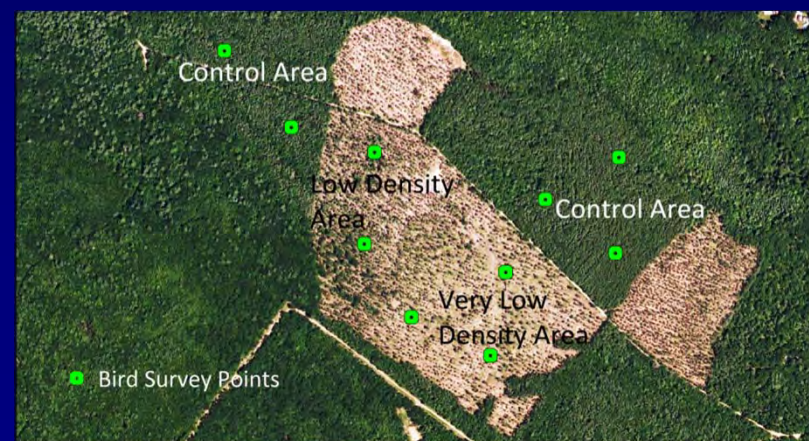 Control Area
Low Density
Area
Control Area
Very Low
Density Area
Bird Survey Points